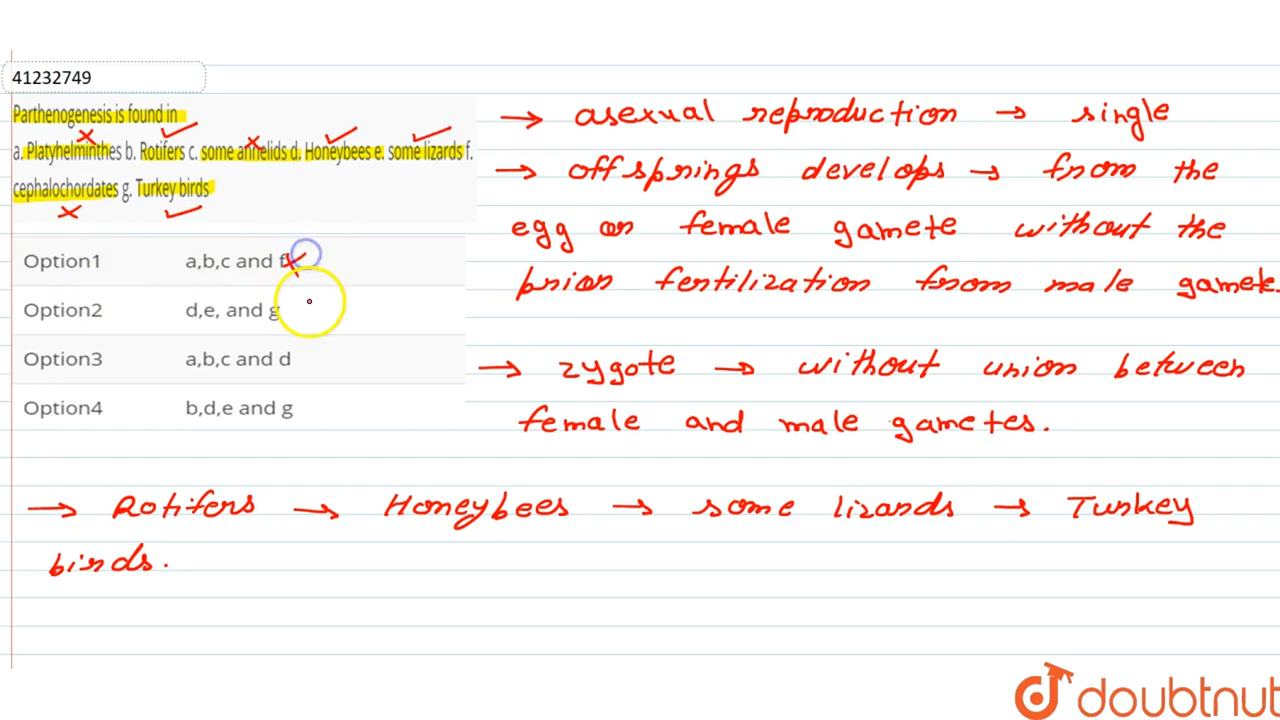 41232749
Parthenogenesis is found in
a. Platyhelminthes b. Rotifers c. some annelids d. Honeybees e. some lizards f.
cephalochordates g. Turkey birds
Option1 a,b,c and f
Option2 d,e, and g
Option3 a,b,c and d
Option4 b,d,e and g
→ asexual reproduction → single
→ offsprings develops → from the
egg or female gamete without the
prior fertilization from male gamete.
→ zygote → without union between
female and male gametes.
→ Rotifers → Honeybees → some lizards → Turkey
birds.
doubtnut